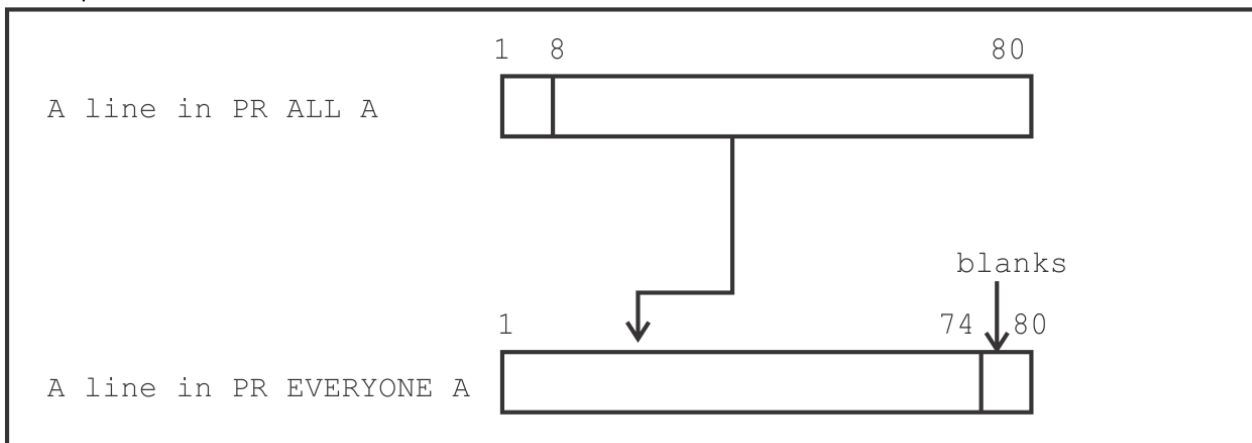 1 8 80
A line in PR ALL A
blanks
1 74 80
A line in PR EVERYONE A